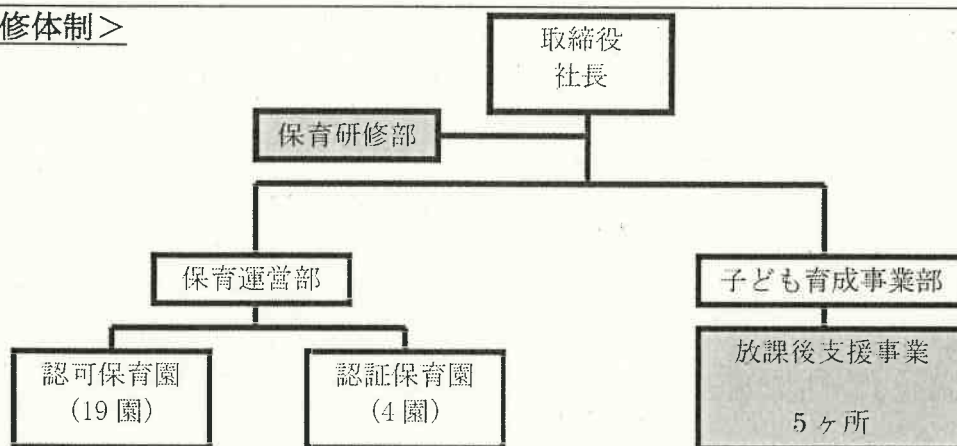 修体制>
取締役
社長
保育研修部
保育運営部
子ども育成事業部
認可保育園
(19 園)
認証保育園
(4 園)
放課後支援事業
5 ヶ所